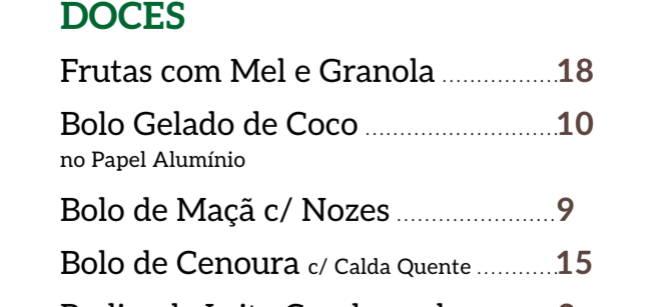 DOCES
Frutas com Mel e Granola ................18
Bolo Gelado de Coco ...........................10
no Papel Alumínio
Bolo de Maçã c/ Nozes ......................9
Bolo de Cenoura c/ Calda Quente ...........15